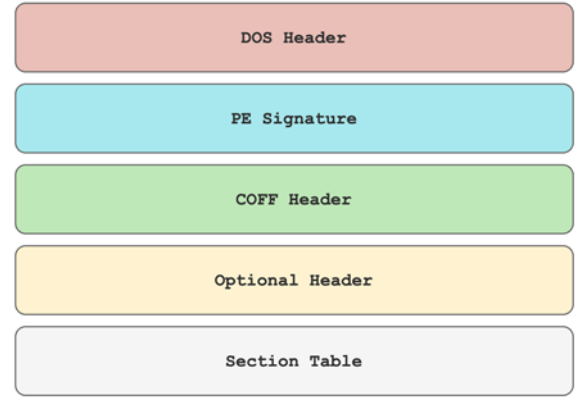 DOS Header
PE Signature
COFF Header
Optional Header
Section Table